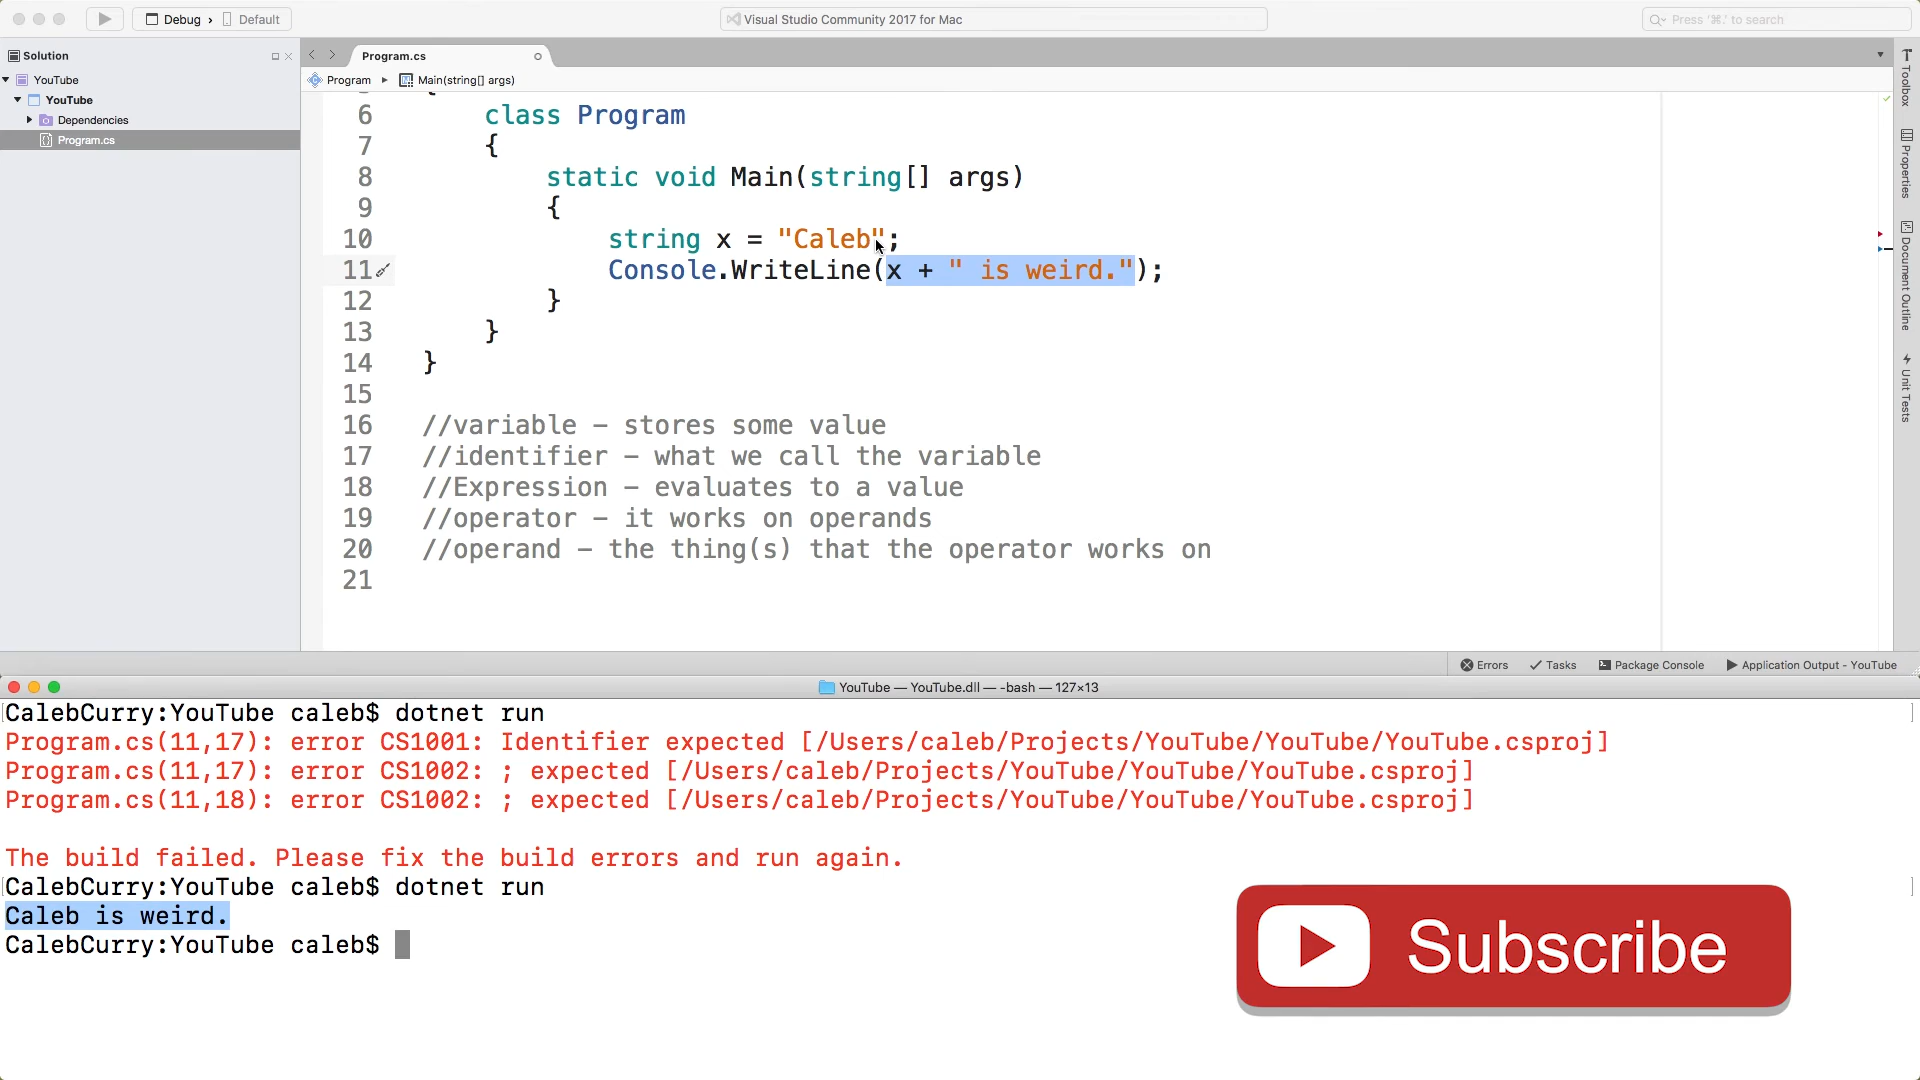 Debug › Default
Visual Studio Community 2017 for Mac
Press '⌘.' to search
Solution
YouTube
YouTube
Dependencies
Program.cs
Program.cs
Program ▸ Main(string[] args)
6 class Program
7 {
8 static void Main(string[] args)
9 {
10 string x = "Caleb";
11 Console.WriteLine(x + " is weird.");
12 }
13 }
14 }
15
16 //variable – stores some value
17 //identifier – what we call the variable
18 //Expression – evaluates to a value
19 //operator – it works on operands
20 //operand – the thing(s) that the operator works on
21
Toolbox
Properties
Document Outline
Unit Tests
Errors Tasks Package Console Application Output - YouTube
YouTube — YouTube.dll — -bash — 127×13
[CalebCurry:YouTube caleb$ dotnet run ]
Program.cs(11,17): error CS1001: Identifier expected [/Users/caleb/Projects/YouTube/YouTube/YouTube.csproj]
Program.cs(11,17): error CS1002: ; expected [/Users/caleb/Projects/YouTube/YouTube/YouTube.csproj]
Program.cs(11,18): error CS1002: ; expected [/Users/caleb/Projects/YouTube/YouTube/YouTube.csproj]
The build failed. Please fix the build errors and run again.
[CalebCurry:YouTube caleb$ dotnet run ]
Caleb is weird.
CalebCurry:YouTube caleb$
Subscribe